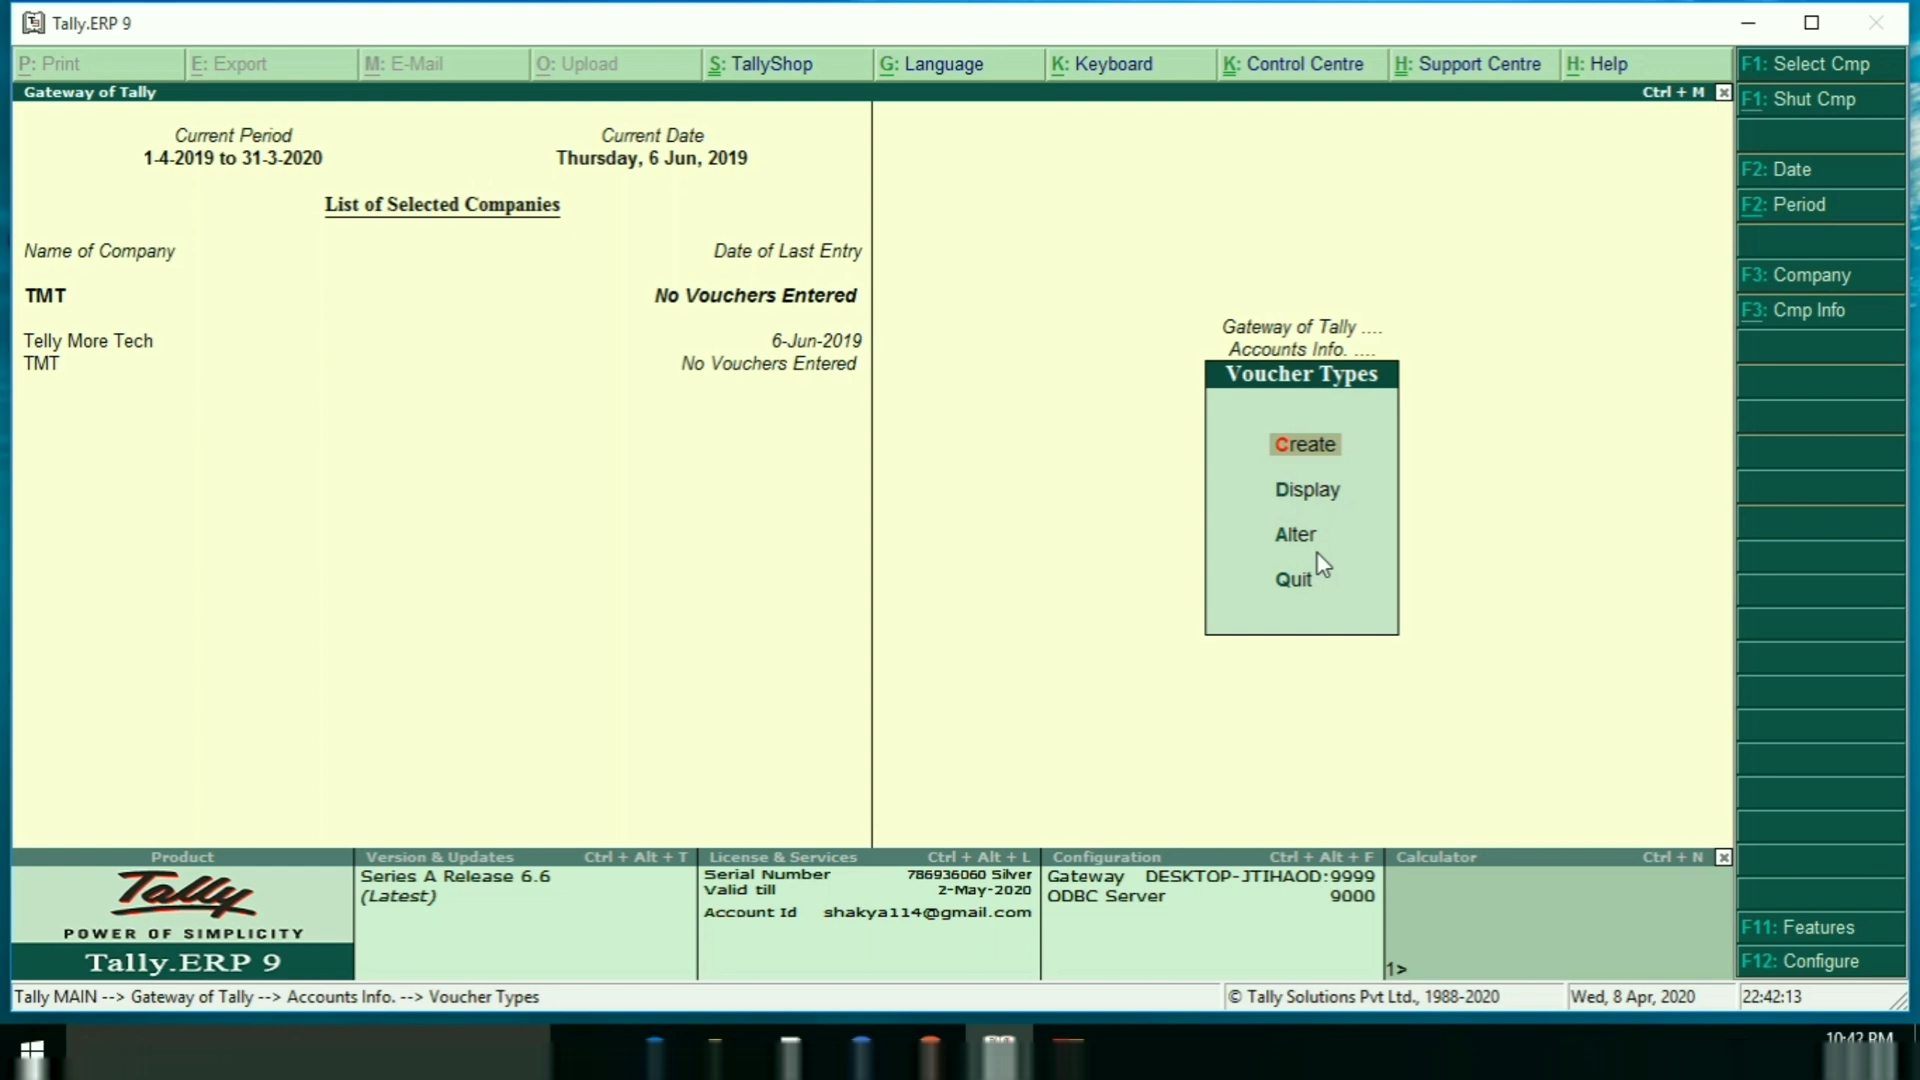 Tally.ERP 9
P: Print E: Export M: E-Mail O: Upload S: TallyShop G: Language K: Keyboard K: Control Centre H: Support Centre H: Help
Gateway of Tally Ctrl + M
Current Period Current Date
1-4-2019 to 31-3-2020 Thursday, 6 Jun, 2019
List of Selected Companies
Name of Company Date of Last Entry
TMT No Vouchers Entered
Telly More Tech 6-Jun-2019
TMT No Vouchers Entered
Gateway of Tally ....
Accounts Info. ....
Voucher Types
Create
Display
Alter
Quit
F1: Select Cmp
F1: Shut Cmp
F2: Date
F2: Period
F3: Company
F3: Cmp Info
F11: Features
F12: Configure
Product
Tally
POWER OF SIMPLICITY
Tally.ERP 9
Version & Updates Ctrl + Alt + T
Series A Release 6.6
(Latest)
License & Services Ctrl + Alt + L
Serial Number 786936060 Silver
Valid till 2-May-2020
Account Id shakya114@gmail.com
Configuration Ctrl + Alt + F
Gateway DESKTOP-JTIHAOD:9999
ODBC Server 9000
Calculator Ctrl + N
1>
Tally MAIN --> Gateway of Tally --> Accounts Info. --> Voucher Types © Tally Solutions Pvt Ltd., 1988-2020 Wed, 8 Apr, 2020 22:42:13
10:42 PM